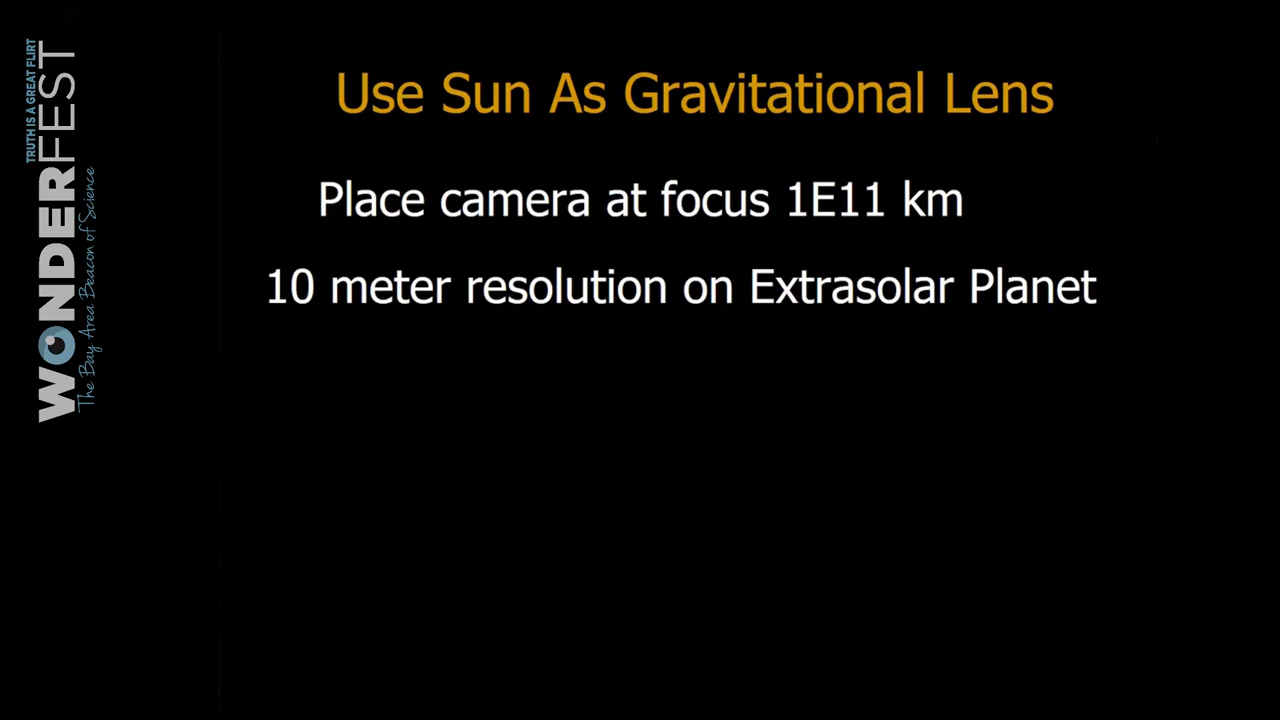 Use Sun As Gravitational Lens
Place camera at focus 1E11 km
10 meter resolution on Extrasolar Planet
TRUTH IS A GREAT FLIRT
WONDERFEST
The Bay Area Beacon of Science